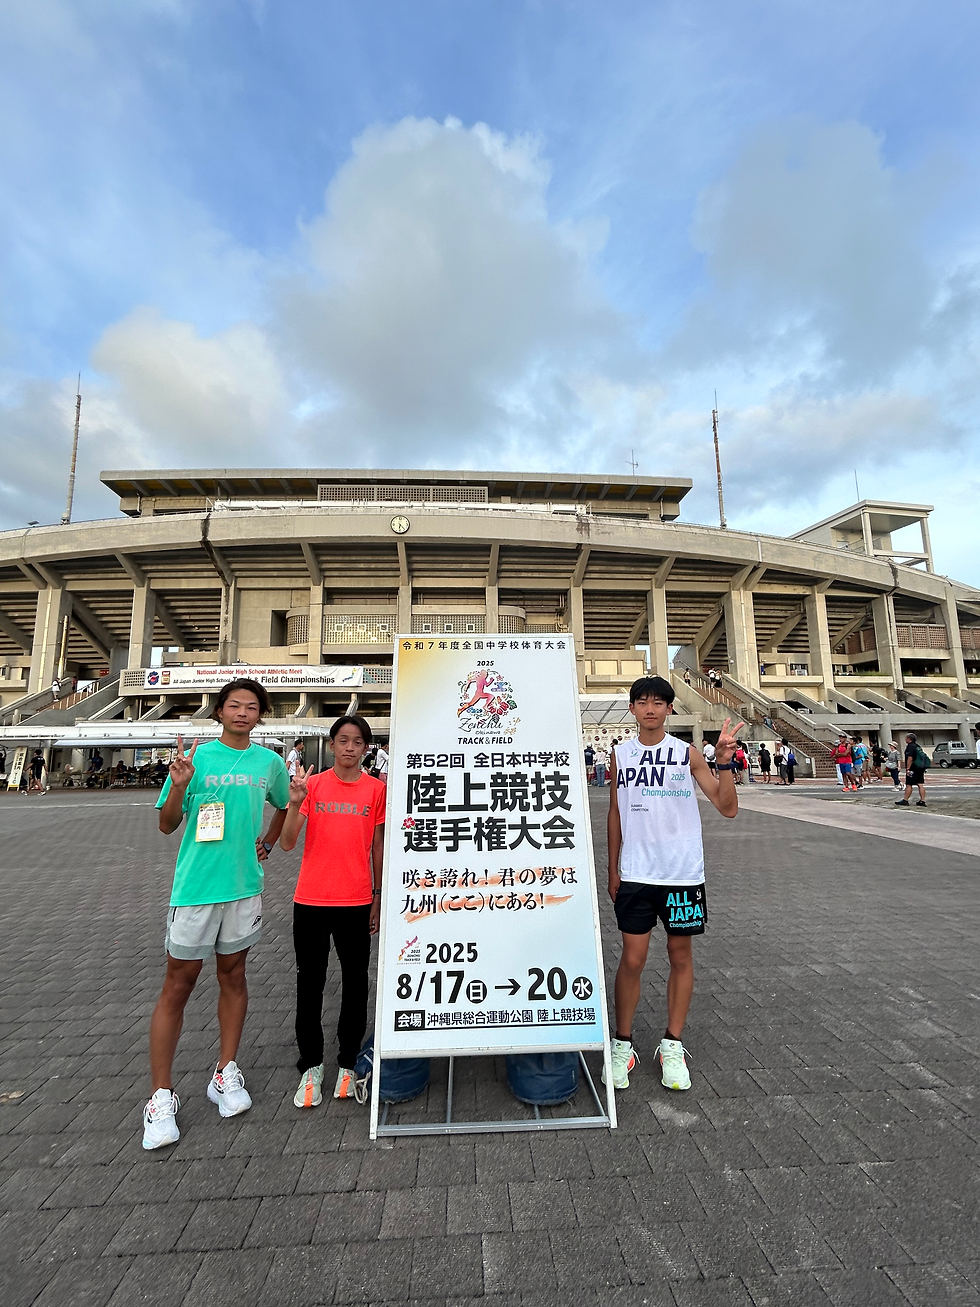 National Junior High School Athletic Meet
All Japan Junior High School Track & Field Championships
令和7年度全国中学校体育大会
2025
Zenchu
Okinawa
TRACK & FIELD
第52回 全日本中学校
陸上競技
選手権大会
咲き誇れ! 君の夢は
九州(ここ)にある!
2025
8/17日→20水
会場 沖縄県総合運動公園 陸上競技場
ROBLE
ROBLE
ALL J
APAN 2025
Championship
ALL
JAPAN
Championship